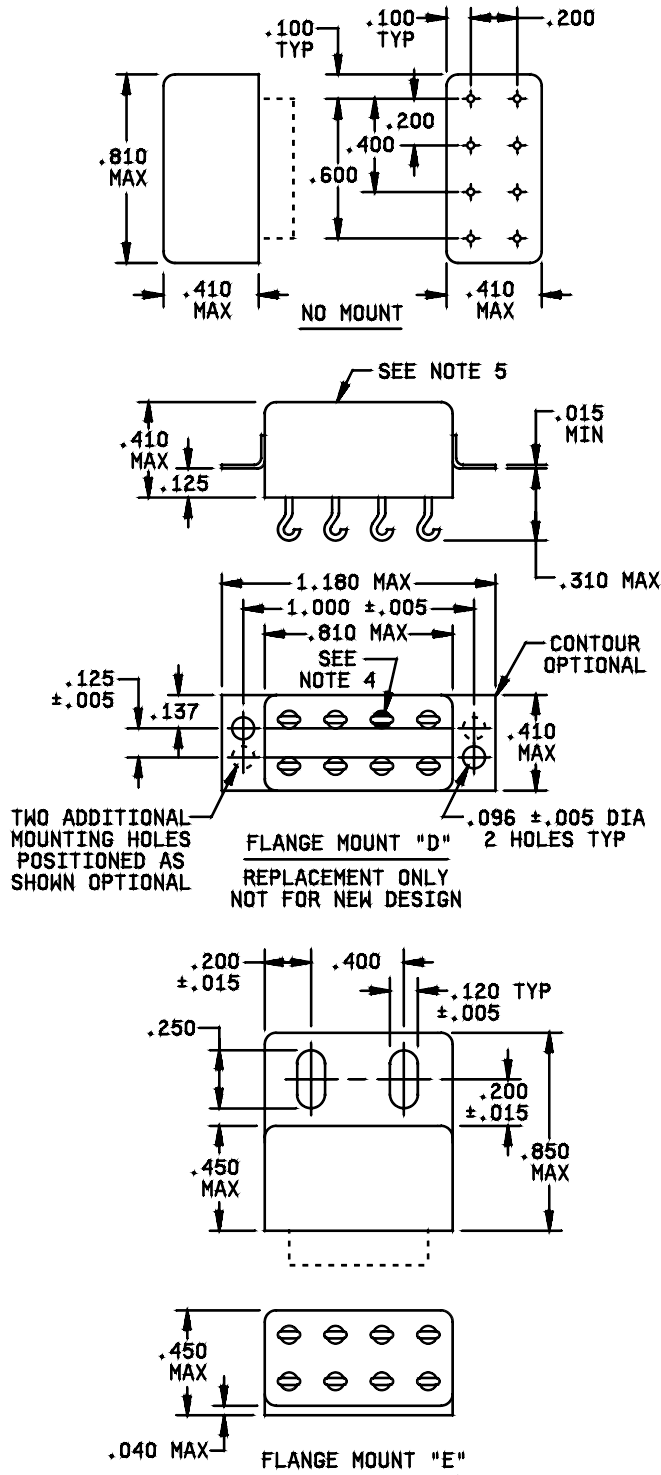 .100 TYP
.100 TYP
.200
.810 MAX
.200
.400
.600
.410 MAX
.410 MAX
NO MOUNT
SEE NOTE 5
.410 MAX
.125
.015 MIN
.310 MAX
1.180 MAX
1.000 ±.005
.810 MAX
SEE NOTE 4
CONTOUR OPTIONAL
.125 ±.005
.137
.410 MAX
TWO ADDITIONAL
MOUNTING HOLES
POSITIONED AS
SHOWN OPTIONAL
.096 ±.005 DIA
2 HOLES TYP
FLANGE MOUNT "D"
REPLACEMENT ONLY
NOT FOR NEW DESIGN
.200 ±.015
.400
.120 TYP
±.005
.250
.200 ±.015
.450 MAX
.850 MAX
.450 MAX
.040 MAX
FLANGE MOUNT "E"